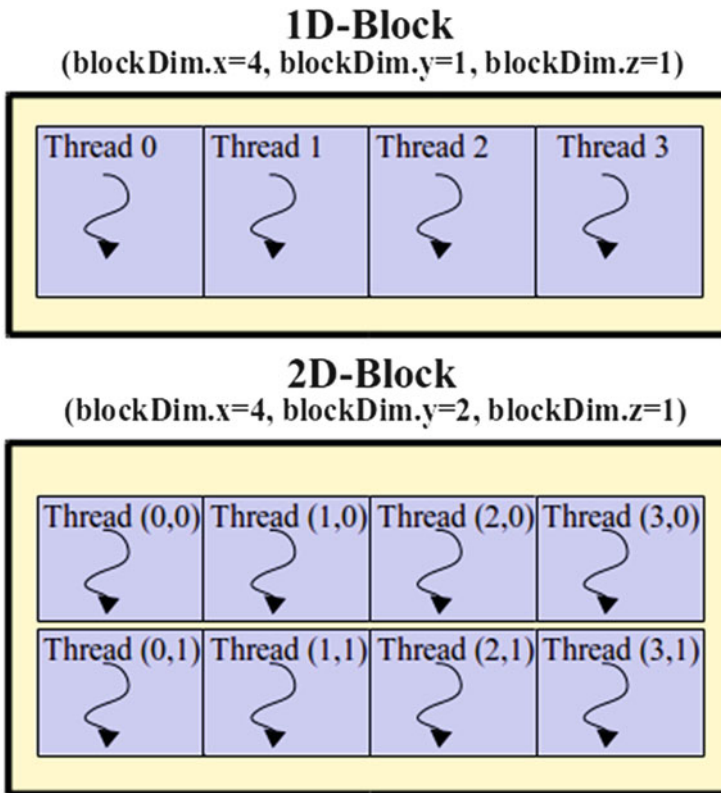 1D-Block
(blockDim.x=4, blockDim.y=1, blockDim.z=1)
Thread 0 Thread 1 Thread 2 Thread 3
2D-Block
(blockDim.x=4, blockDim.y=2, blockDim.z=1)
Thread (0,0) Thread (1,0) Thread (2,0) Thread (3,0)
Thread (0,1) Thread (1,1) Thread (2,1) Thread (3,1)